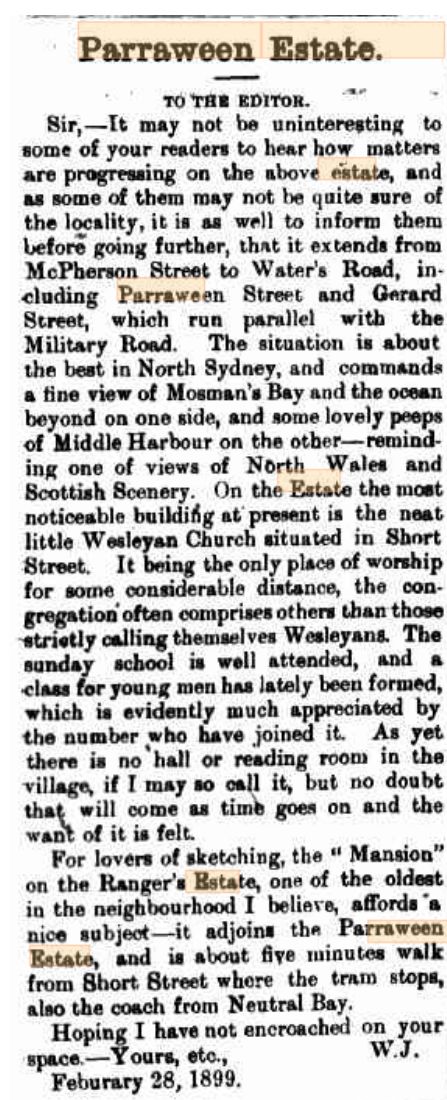 Parraween Estate.
TO THE EDITOR.
Sir,—It may not be uninteresting to
some of your readers to hear how matters
are progressing on the above estate, and
as some of them may not be quite sure of
the locality, it is as well to inform them
before going further, that it extends from
McPherson Street to Water's Road, in-
cluding Parraween Street and Gerard
Street, which run parallel with the
Military Road. The situation is about
the best in North Sydney, and commands
a fine view of Mosman's Bay and the ocean
beyond on one side, and some lovely peeps
of Middle Harbour on the other—remind-
ing one of views of North Wales and
Scottish Scenery. On the Estate the most
noticeable building at present is the neat
little Wesleyan Church situated in Short
Street. It being the only place of worship
for some considerable distance, the con-
gregation often comprises others than those
strictly calling themselves Wesleyans. The
sunday school is well attended, and a
class for young men has lately been formed,
which is evidently much appreciated by
the number who have joined it. As yet
there is no hall or reading room in the
village, if I may so call it, but no doubt
that will come as time goes on and the
want of it is felt.
For lovers of sketching, the "Mansion"
on the Ranger's Estate, one of the oldest
in the neighbourhood I believe, affords a
nice subject—it adjoins the Parraween
Estate, and is about five minutes walk
from Short Street where the tram stops,
also the coach from Neutral Bay.
Hoping I have not encroached on your
space.—Yours, etc., W.J.
Feburary 28, 1899.